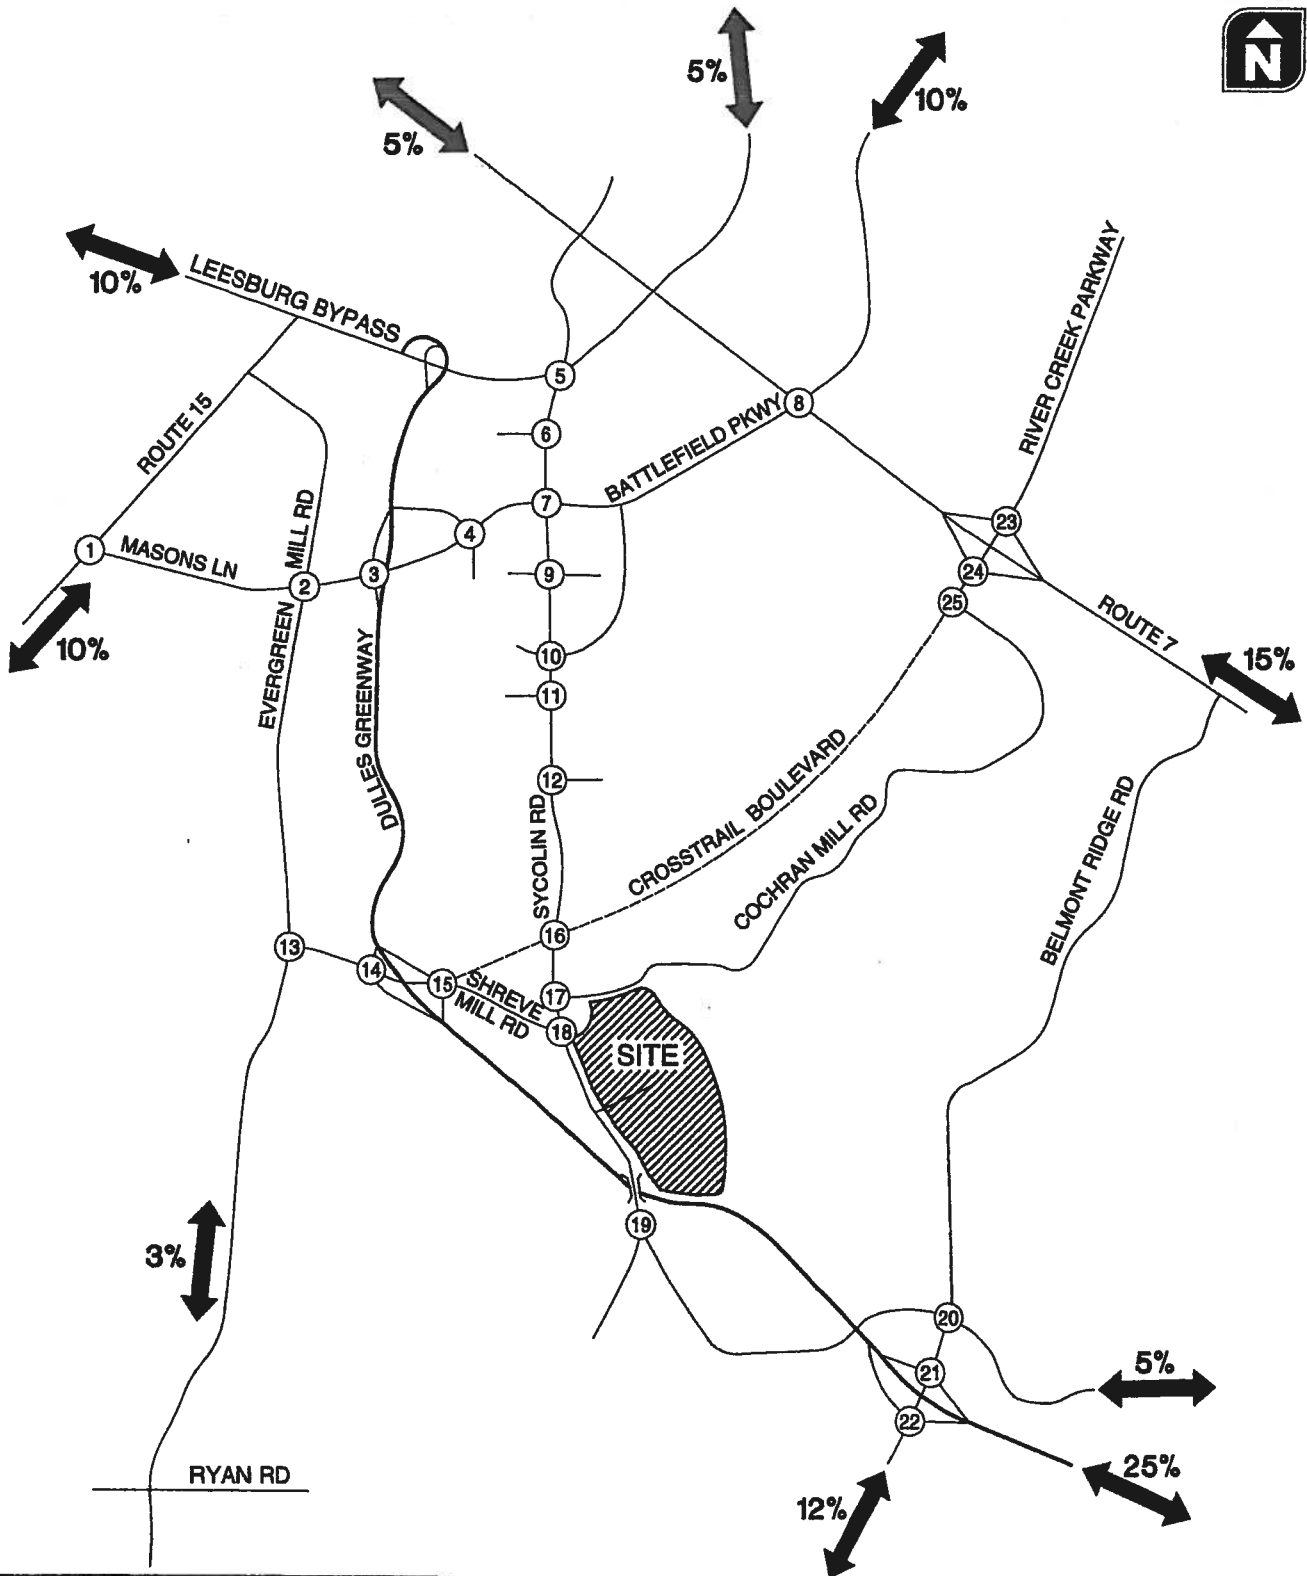 N
5%
10%
5%
10%
LEESBURG BYPASS
RIVER CREEK PARKWAY
5
8
6
ROUTE 15
BATTLEFIELD PKWY
7
23
4
1
MASONS LN
MILL RD
2
3
9
24
25
ROUTE 7
10%
EVERGREEN
DULLES GREENWAY
10
11
15%
12
SYCOLIN RD
CROSSTRAIL BOULEVARD
COCHRAN MILL RD
BELMONT RIDGE RD
13
14
15
16
SHREVE
MILL RD
17
18
SITE
19
3%
20
21
22
5%
25%
12%
RYAN RD